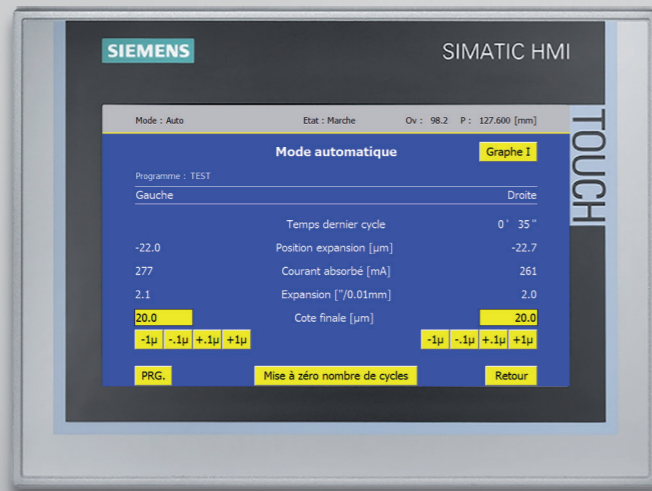 SIEMENS
SIMATIC HMI
TOUCH
Mode : Auto Etat : Marche Ov : 98.2 P : 127.600 [mm]
Mode automatique Graphe I
Programme : TEST
Gauche Droite
Temps dernier cycle 0' 35"
-22.0 Position expansion [µm] -22.7
277 Courant absorbé [mA] 261
2.1 Expansion ["/0.01mm] 2.0
20.0 Cote finale [µm] 20.0
-1µ -.1µ +.1µ +1µ -1µ -.1µ +.1µ +1µ
PRG. Mise à zéro nombre de cycles Retour